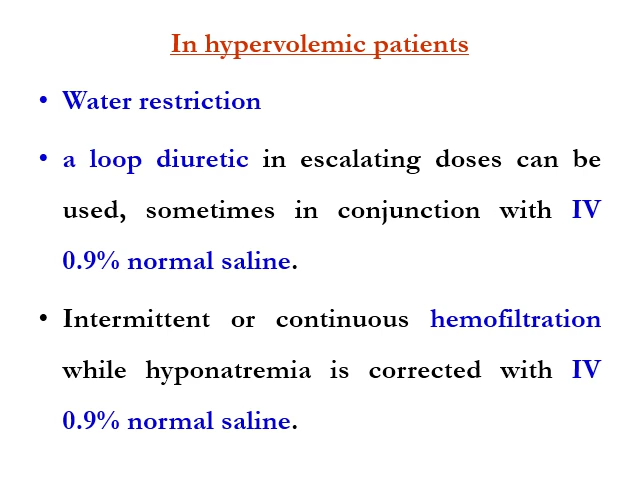 In hypervolemic patients
• Water restriction
• a loop diuretic in escalating doses can be
used, sometimes in conjunction with IV
0.9% normal saline.
• Intermittent or continuous hemofiltration
while hyponatremia is corrected with IV
0.9% normal saline.